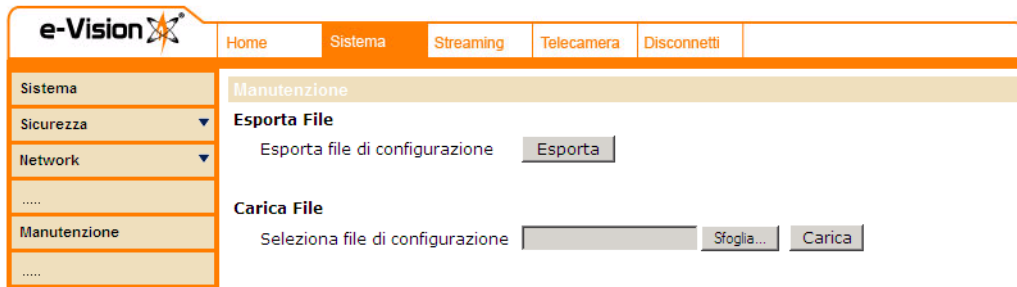 e-Vision
Home Sistema Streaming Telecamera Disconnetti
Sistema
Sicurezza
Network
.....
Manutenzione
.....
Manutenzione
Esporta File
Esporta file di configurazione Esporta
Carica File
Seleziona file di configurazione Sfoglia... Carica